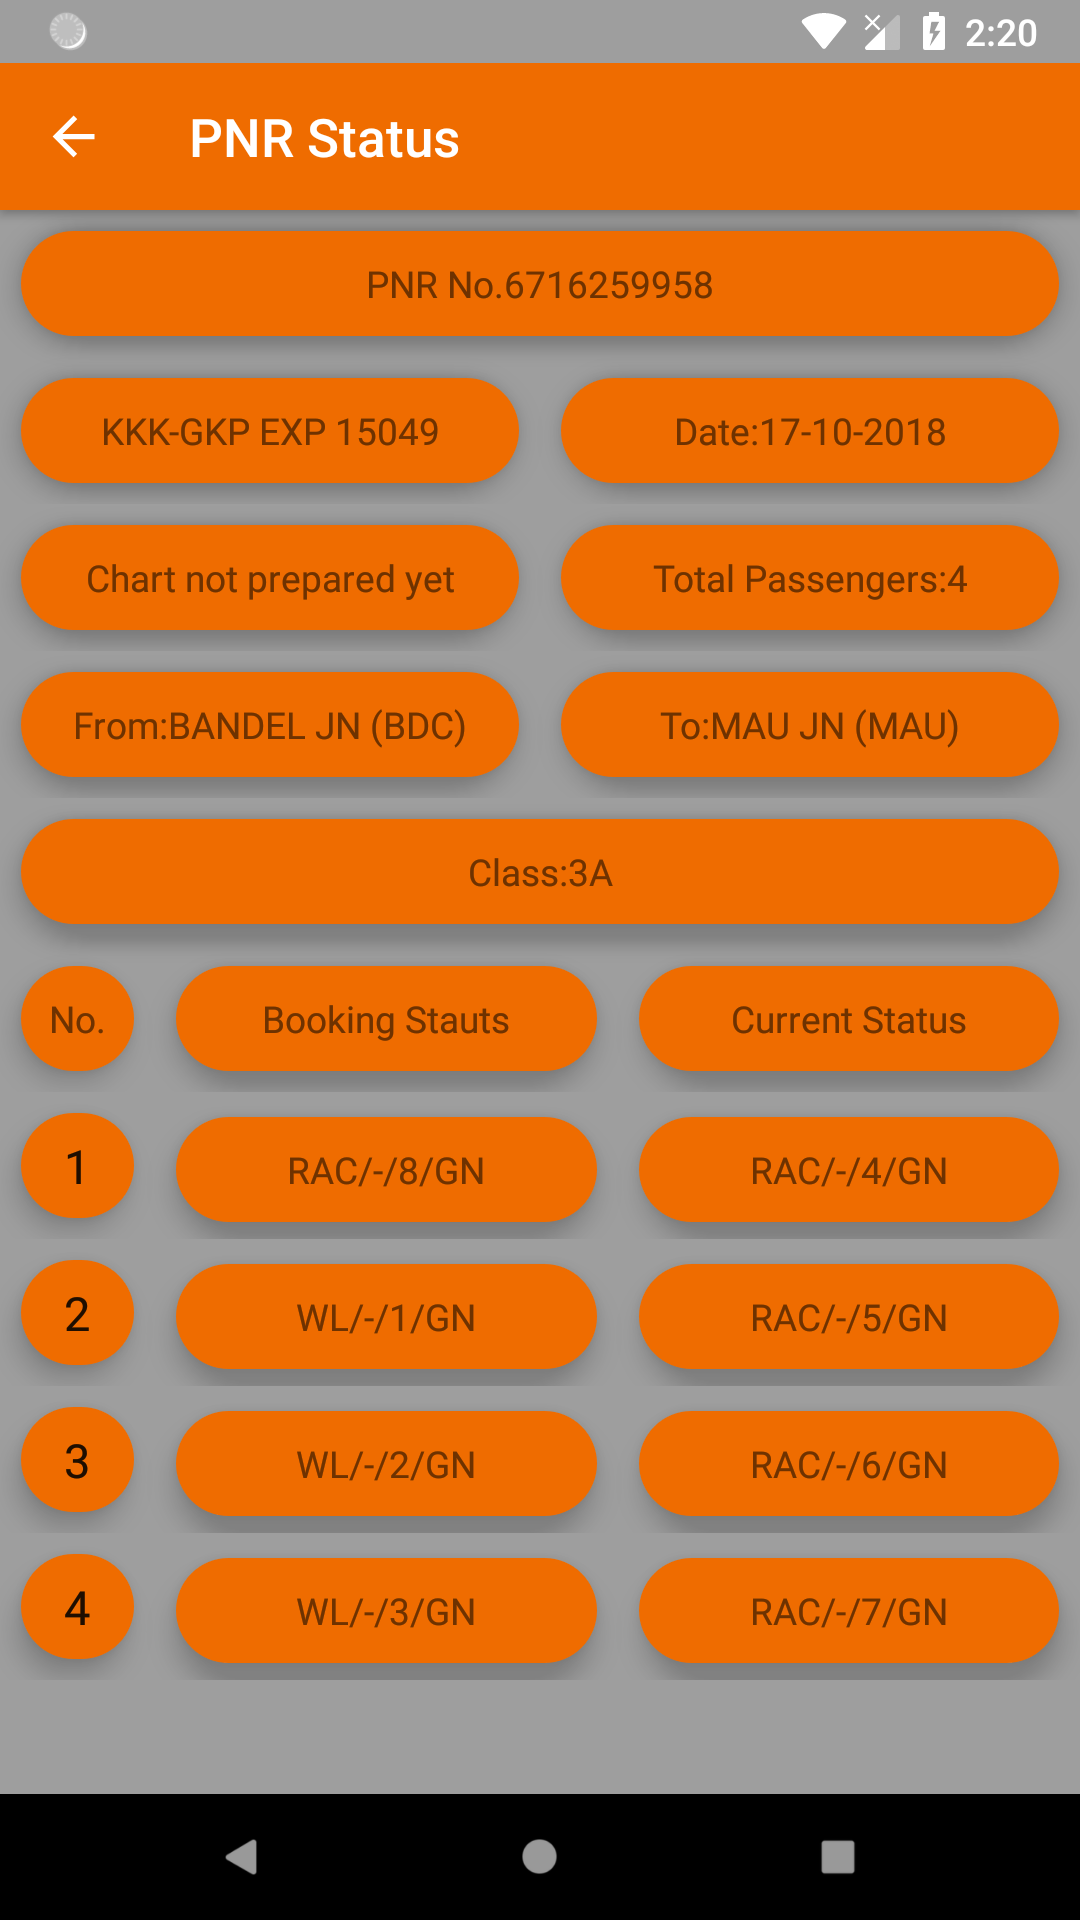 2:20
PNR Status
PNR No.6716259958
KKK-GKP EXP 15049
Date:17-10-2018
Chart not prepared yet
Total Passengers:4
From:BANDEL JN (BDC)
To:MAU JN (MAU)
Class:3A
No.
Booking Stauts
Current Status
1
RAC/-/8/GN
RAC/-/4/GN
2
WL/-/1/GN
RAC/-/5/GN
3
WL/-/2/GN
RAC/-/6/GN
4
WL/-/3/GN
RAC/-/7/GN